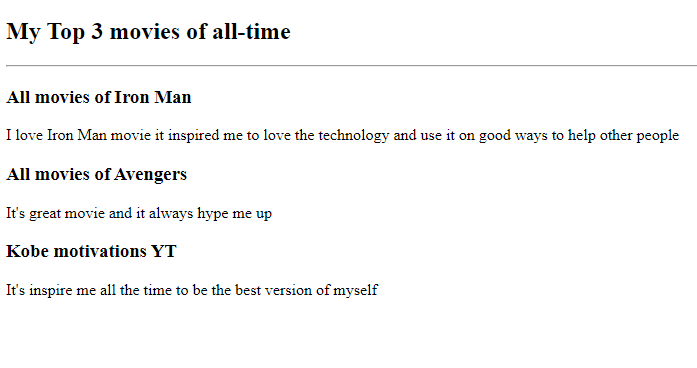 My Top 3 movies of all-time
All movies of Iron Man
I love Iron Man movie it inspired me to love the technology and use it on good ways to help other people
All movies of Avengers
It's great movie and it always hype me up
Kobe motivations YT
It's inspire me all the time to be the best version of myself